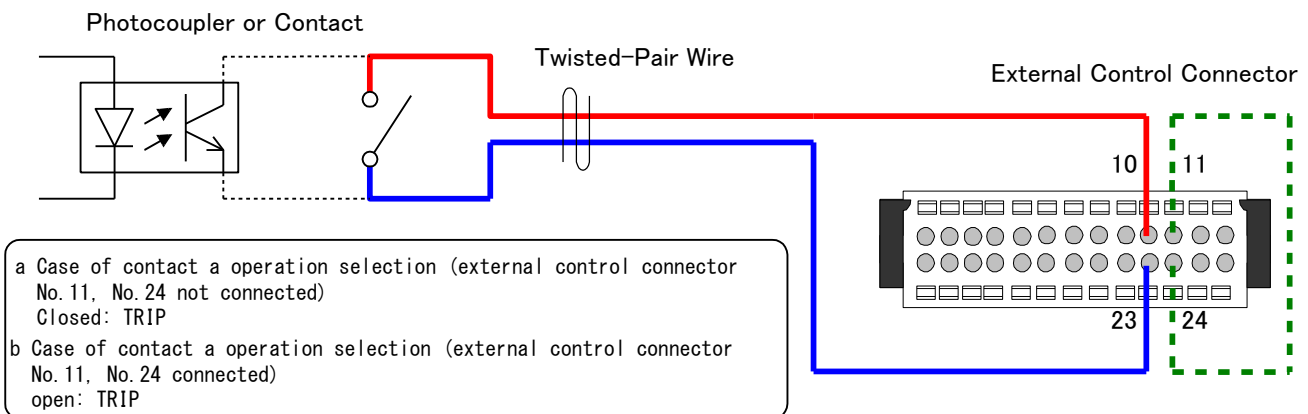 Photocoupler or Contact
Twisted-Pair Wire
External Control Connector
10
11
23
24
a Case of contact a operation selection (external control connector
No.11, No.24 not connected)
Closed: TRIP
b Case of contact a operation selection (external control connector
No.11, No.24 connected)
open: TRIP